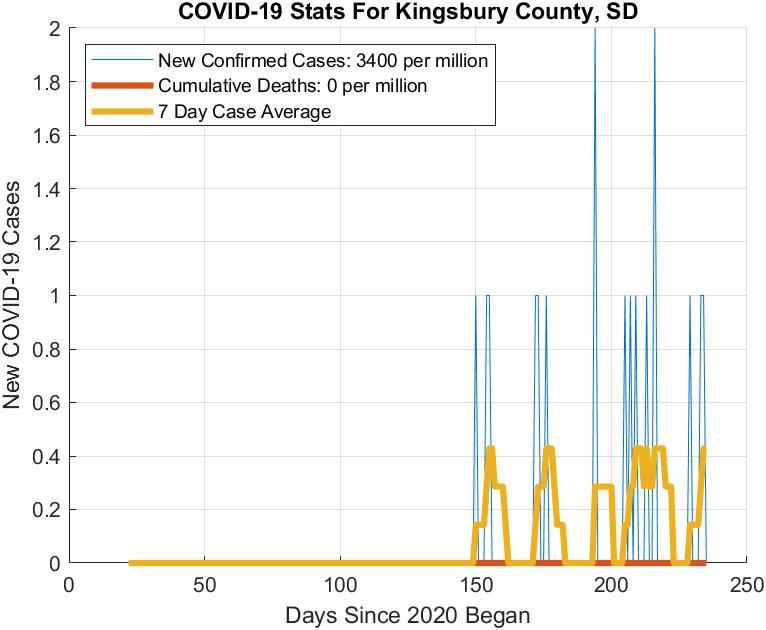 COVID-19 Stats For Kingsbury County, SD
New Confirmed Cases: 3400 per million
Cumulative Deaths: 0 per million
7 Day Case Average
New COVID-19 Cases
2
1.8
1.6
1.4
1.2
1
0.8
0.6
0.4
0.2
0
0 50 100 150 200 250
Days Since 2020 Began